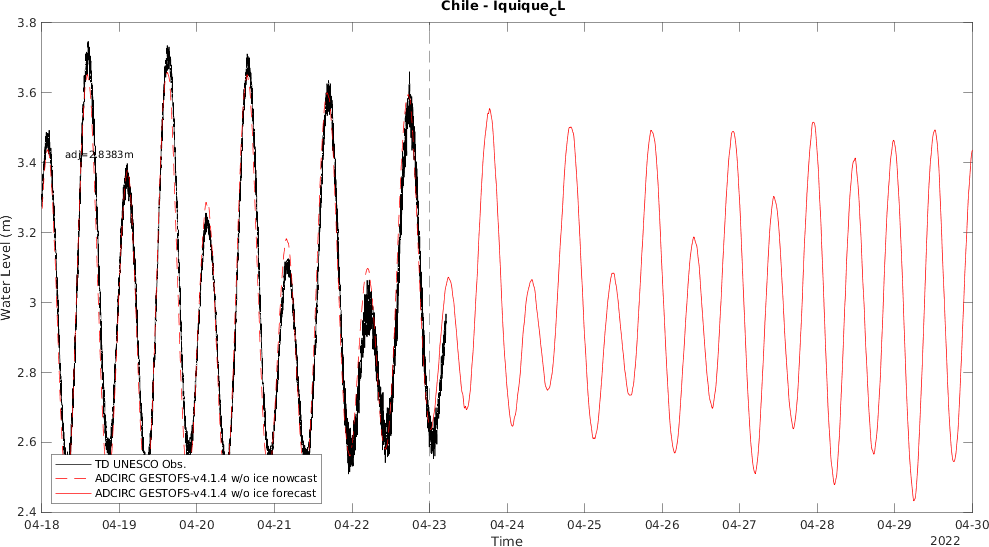 Chile - Iquique_CL
3.8
3.6
3.4
3.2
3
2.8
2.6
2.4
Water Level (m)
adj=2.8383m
TD UNESCO Obs.
ADCIRC GESTOFS-v4.1.4 w/o ice nowcast
ADCIRC GESTOFS-v4.1.4 w/o ice forecast
04-18 04-19 04-20 04-21 04-22 04-23 04-24 04-25 04-26 04-27 04-28 04-29 04-30
Time
2022